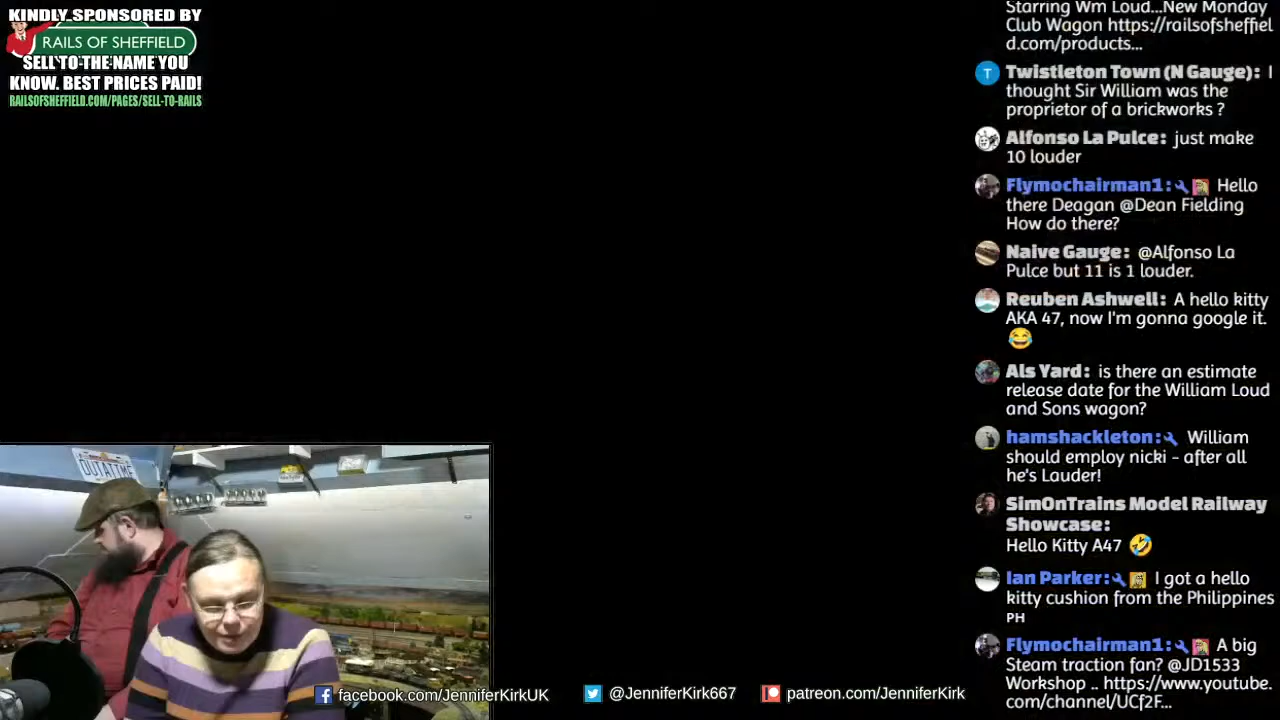 KINDLY SPONSORED BY
RAILS OF SHEFFIELD
SELL TO THE NAME YOU
KNOW. BEST PRICES PAID!
RAILSOFSHEFFIELD.COM/PAGES/SELL-TO-RAILS
Starring Wm Loud...New Monday
Club Wagon https://railsofsheffiel
d.com/products...
T
Twistleton Town (N Gauge): I
thought Sir William was the
proprietor of a brickworks ?
Alfonso La Pulce: just make
10 louder
Flymochairman1: Hello
there Deagan @Dean Fielding
How do there?
Naive Gauge: @Alfonso La
Pulce but 11 is 1 louder.
Reuben Ashwell: A hello kitty
AKA 47, now I'm gonna google it.
😂
Als Yard: is there an estimate
release date for the William Loud
and Sons wagon?
hamshackleton: William
should employ nicki - after all
he's Lauder!
SimOnTrains Model Railway
Showcase:
Hello Kitty A47 🤣
Ian Parker: I got a hello
kitty cushion from the Philippines
PH
Flymochairman1: A big
Steam traction fan? @JD1533
Workshop .. https://www.youtube.
com/channel/UCf2F...
OUTATIME
facebook.com/JenniferKirkUK
@JenniferKirk667
patreon.com/JenniferKirk